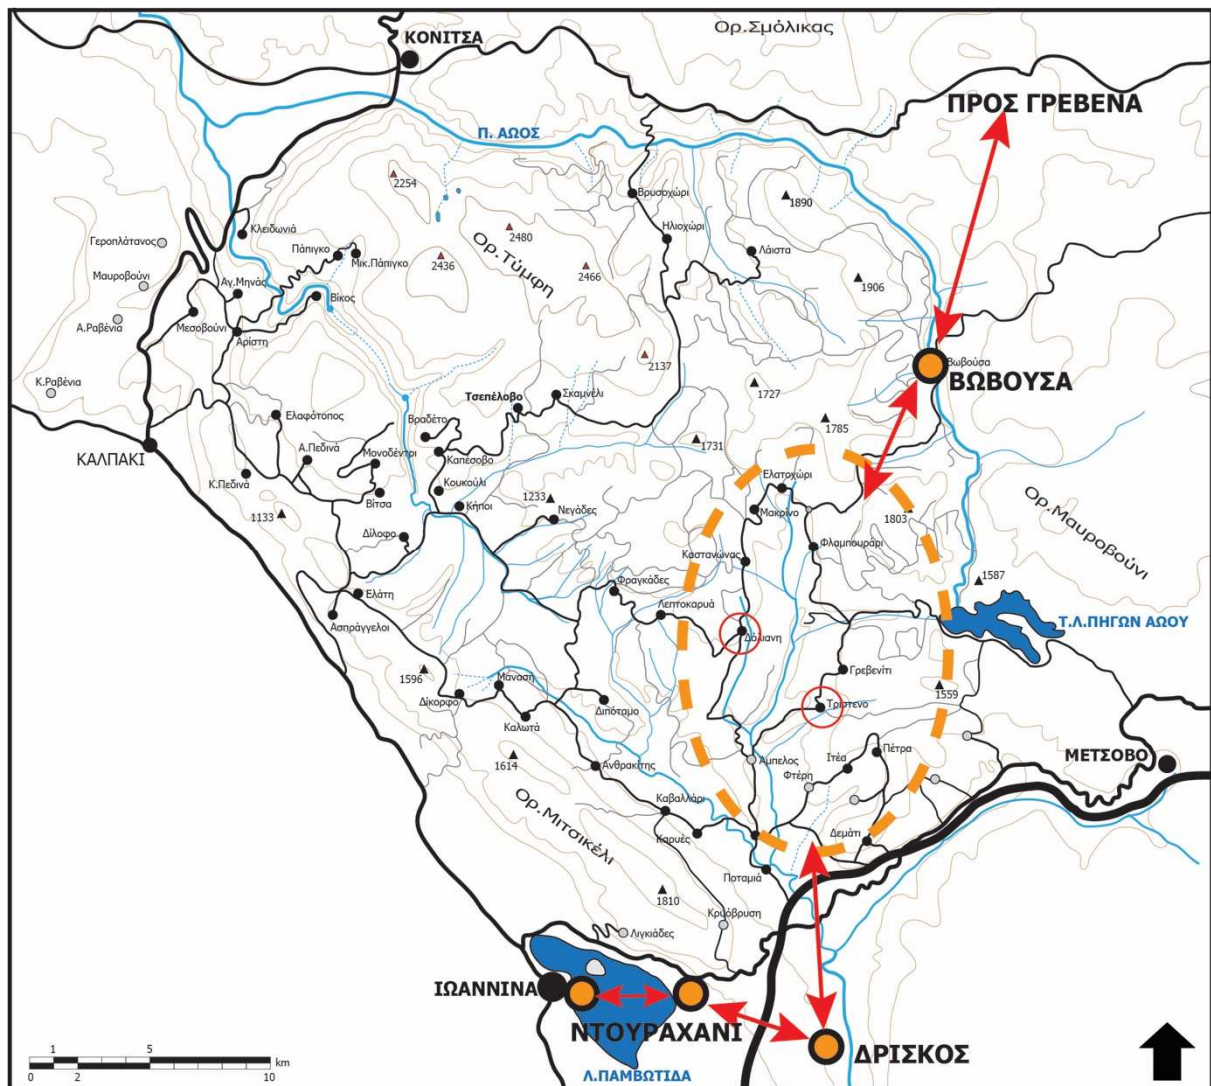 Ορ.Σμόλικας
ΚΟΝΙΤΣΑ
ΠΡΟΣ ΓΡΕΒΕΝΑ
Π. ΑΩΟΣ
2254
Βρυσοχώρι
1890
Κλειδωνιά
Γεροπλάτανος
2480
Ηλιοχώρι
Πάπιγκο
Μικ.Πάπιγκο
Ορ.Τύμφη
Λάιστα
2436
2466
Μαυροβούνι
Αγ.Μηνάς
Βίκος
1906
Α.Ραβένια
Μεσοβούνι
Αρίστη
2137
Βωβούσα
ΒΩΒΟΥΣΑ
Κ.Ραβένια
1727
Τσεπέλοβο
Σκαμνέλι
Ελαφότοπος
Βραδέτο
1785
1731
ΚΑΛΠΑΚΙ
Α.Πεδινά
Μονοδέντρι
Καπέσοβο
Ελατοχώρι
Κ.Πεδινά
Κουκούλι
Βίτσα
1233
Ορ.Μαυροβούνι
Κήποι
Νεγάδες
Μακρίνο
1133
1803
Δίλοφο
Φλαμπουράρι
Καστανώνας
1587
Φραγκάδες
Ελάτη
Λεπτοκαρυά
Ασπράγγελοι
Τ.Λ.ΠΗΓΩΝ ΑΩΟΥ
Δόλιανη
1596
Γρεβενίτι
Μανασή
1559
Δίκορφο
Διπόταμο
Τρίστενο
Καλωτά
Πέτρα
1614
Ιτέα
ΜΕΤΣΟΒΟ
Ανθρακίτης
Άμπελος
Φτέρη
Ορ.Μιτσικέλι
Καβαλλάρι
Καρυές
Δεμάτι
Ποταμιά
1810
Κρυόβρυση
Λιγκιάδες
ΙΩΑΝΝΙΝΑ
ΝΤΟΥΡΑΧΑΝΙ
ΔΡΙΣΚΟΣ
Λ.ΠΑΜΒΩΤΙΔΑ
1 5
km
0 2 10